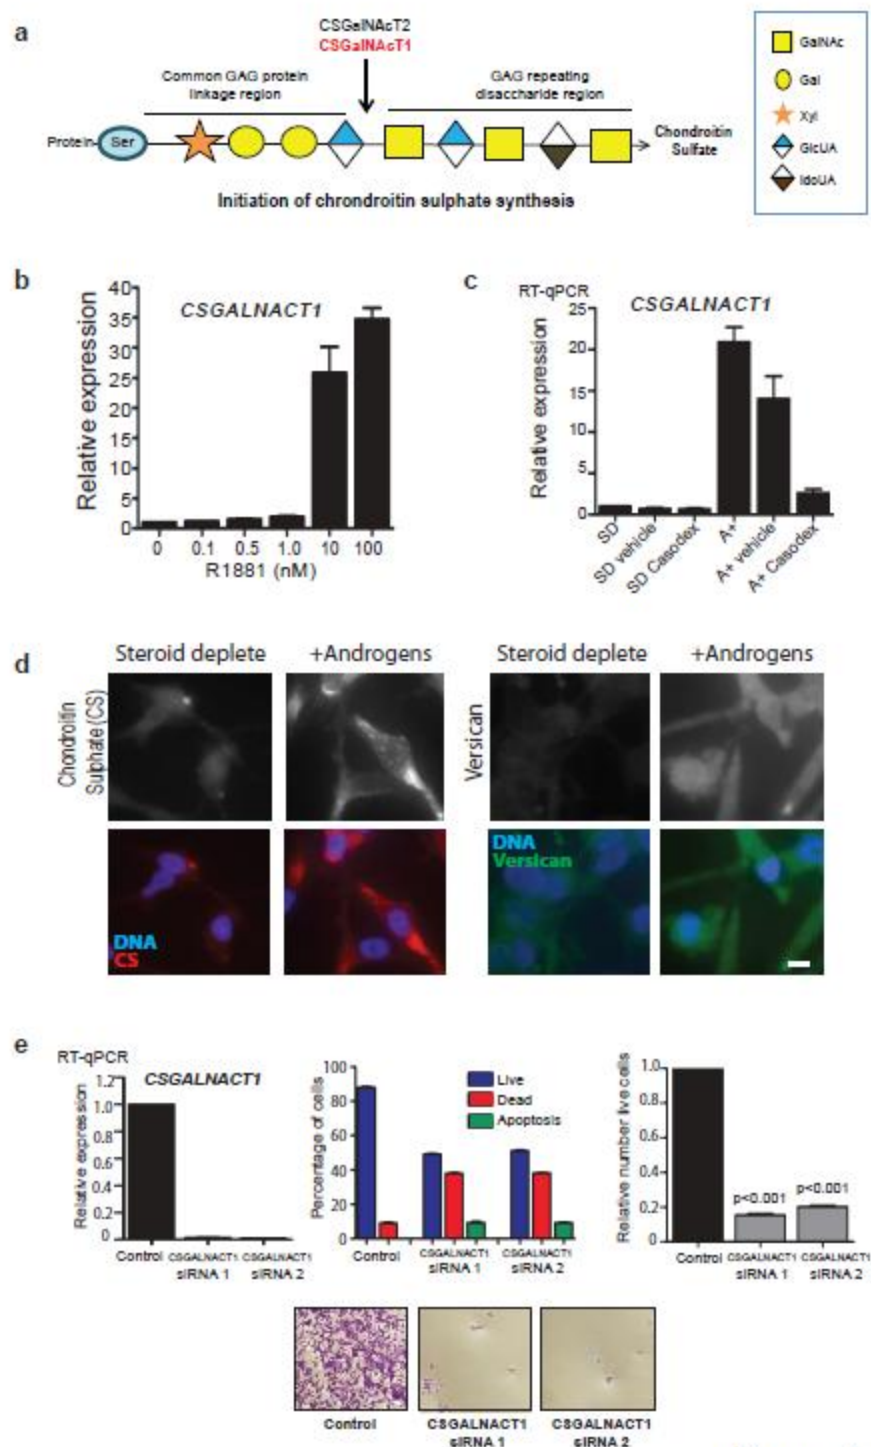 a
CSGalNAcT2
CSGalNAcT1
Common GAG protein
linkage region
GAG repeating
disaccharide region
Protein
Ser
Chondroitin
Sulfate
Initiation of chrondroitin sulphate synthesis
GalNAc
Gal
Xyl
GlcUA
IdoUA
b
CSGALNACT1
Relative expression
40
35
30
25
20
15
10
5
0
0 0.1 0.5 1.0 10 100
R1881 (nM)
c
RT-qPCR
CSGALNACT1
Relative expression
25
20
15
10
5
0
SD
SD vehicle
SD Casodex
A+
A+ vehicle
A+ Casodex
d
Steroid deplete +Androgens Steroid deplete +Androgens
Chondroitin
Sulphate(CS)
Versican
DNA
CS
DNA
Versican
e
RT-qPCR
CSGALNACT1
Relative expression
1.2
1.0
0.8
0.6
0.4
0.2
0
Control CSGALNACT1 CSGALNACT1
siRNA 1 siRNA 2
Percentage of cells
100
80
60
40
20
0
Live
Dead
Apoptosis
Control CSGALNACT1 CSGALNACT1
siRNA 1 siRNA 2
Relative number live cells
1.0
0.8
0.6
0.4
0.2
0
p<0.001 p<0.001
Control CSGALNACT1 CSGALNACT1
siRNA 1 siRNA 2
Control CSGALNACT1 CSGALNACT1
siRNA 1 siRNA 2